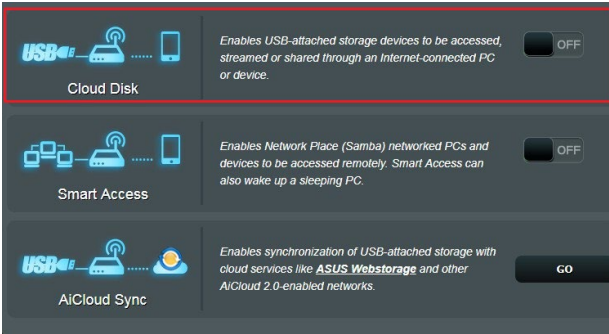 USB
Cloud Disk
Enables USB-attached storage devices to be accessed,
streamed or shared through an Internet-connected PC
or device.
OFF
Smart Access
Enables Network Place (Samba) networked PCs and
devices to be accessed remotely. Smart Access can
also wake up a sleeping PC.
OFF
USB
AiCloud Sync
Enables synchronization of USB-attached storage with
cloud services like ASUS Webstorage and other
AiCloud 2.0-enabled networks.
GO